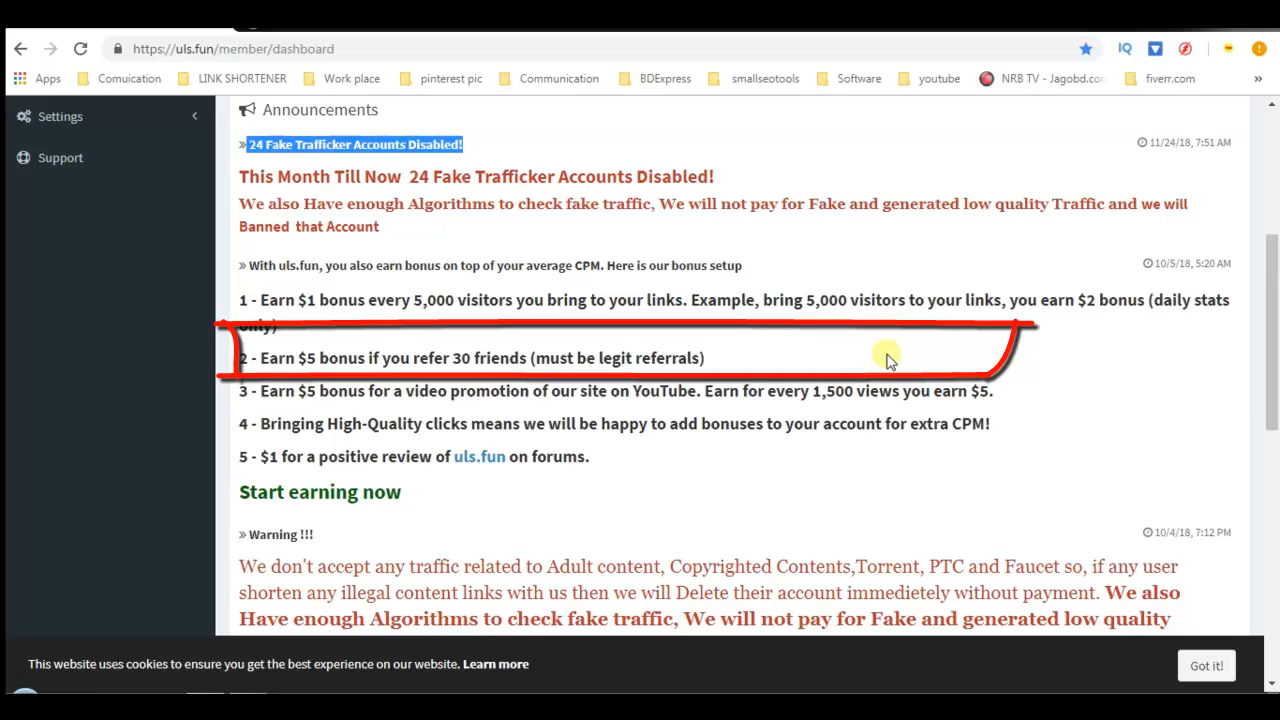 https://uls.fun/member/dashboard
IQ
Apps
Comuication
LINK SHORTENER
Work place
pinterest pic
Communication
BDExpress
smallseotools
Software
youtube
NRB TV - Jagobd.co
fiverr.com
»
Settings
Support
Announcements
» 24 Fake Trafficker Accounts Disabled!
11/24/18, 7:51 AM
This Month Till Now 24 Fake Trafficker Accounts Disabled!
We also Have enough Algorithms to check fake traffic, We will not pay for Fake and generated low quality Traffic and we will
Banned that Account
» With uls.fun, you also earn bonus on top of your average CPM. Here is our bonus setup
10/5/18, 5:20 AM
1 - Earn $1 bonus every 5,000 visitors you bring to your links. Example, bring 5,000 visitors to your links, you earn $2 bonus (daily stats
only)
2 - Earn $5 bonus if you refer 30 friends (must be legit referrals)
3 - Earn $5 bonus for a video promotion of our site on YouTube. Earn for every 1,500 views you earn $5.
4 - Bringing High-Quality clicks means we will be happy to add bonuses to your account for extra CPM!
5 - $1 for a positive review of uls.fun on forums.
Start earning now
» Warning !!!
10/4/18, 7:12 PM
We don't accept any traffic related to Adult content, Copyrighted Contents,Torrent, PTC and Faucet so, if any user
shorten any illegal content links with us then we will Delete their account immedietely without payment. We also
Have enough Algorithms to check fake traffic, We will not pay for Fake and generated low quality
This website uses cookies to ensure you get the best experience on our website. Learn more
Got it!